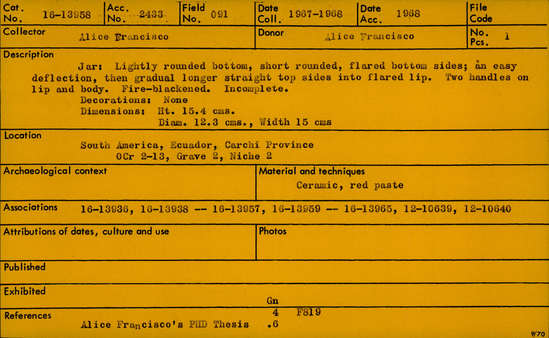 Cat. No. 16-13958 Acc. No. 2433 Field No. 091 Date Coll. 1967-1968 Date Acc. 1968 File Code
Collector Alice Francisco Donor Alice Francisco No. Pcs. 1
Description
Jar: Lightly rounded bottom, short rounded, flared bottom sides; an easy
deflection, then gradual longer straight top sides into flared lip. Two handles on
lip and body. Fire-blackened. Incomplete.
Decorations: None
Dimensions: Ht. 15.4 cms.
Diam. 12.3 cms., Width 15 cms
Location
South America, Ecuador, Carchi Province
OCr 2-13, Grave 2, Niche 2
Archaeological context Material and techniques
Ceramic, red paste
Associations 16-13936, 16-13938 -- 16-13957, 16-13959 -- 16-13965, 12-10639, 12-10640
Attributions of dates, culture and use Photos
Published
Exhibited
Gn
References 4 F819
Alice Francisco's PHD Thesis .6
W70